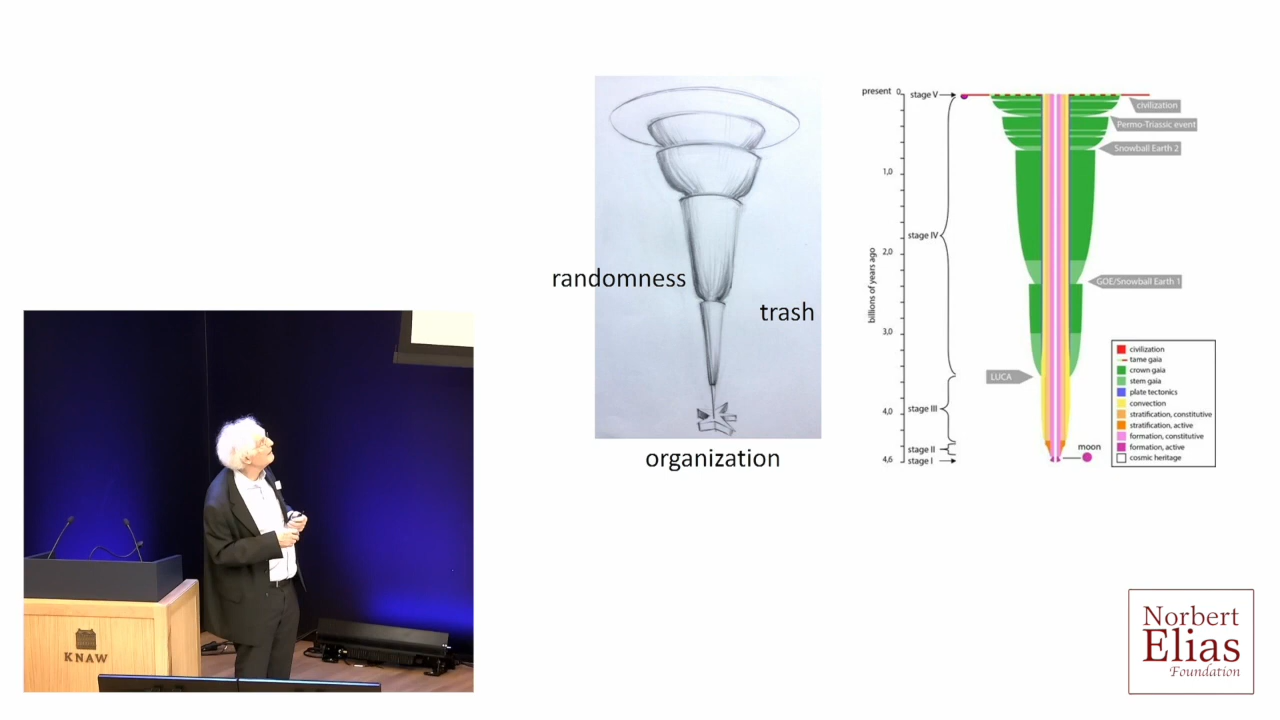 randomness
trash
organization
present
0
1,0
2,0
3,0
4,0
4,6
billions of years ago
stage V
stage IV
stage III
stage II
stage I
civilization
Permo-Triassic event
Snowball Earth 2
GOE/Snowball Earth 1
LUCA
moon
civilization
tame gaia
crown gaia
stem gaia
plate tectonics
convection
stratification, constitutive
stratification, active
formation, constitutive
formation, active
cosmic heritage
KNAW
Norbert
Elias
Foundation